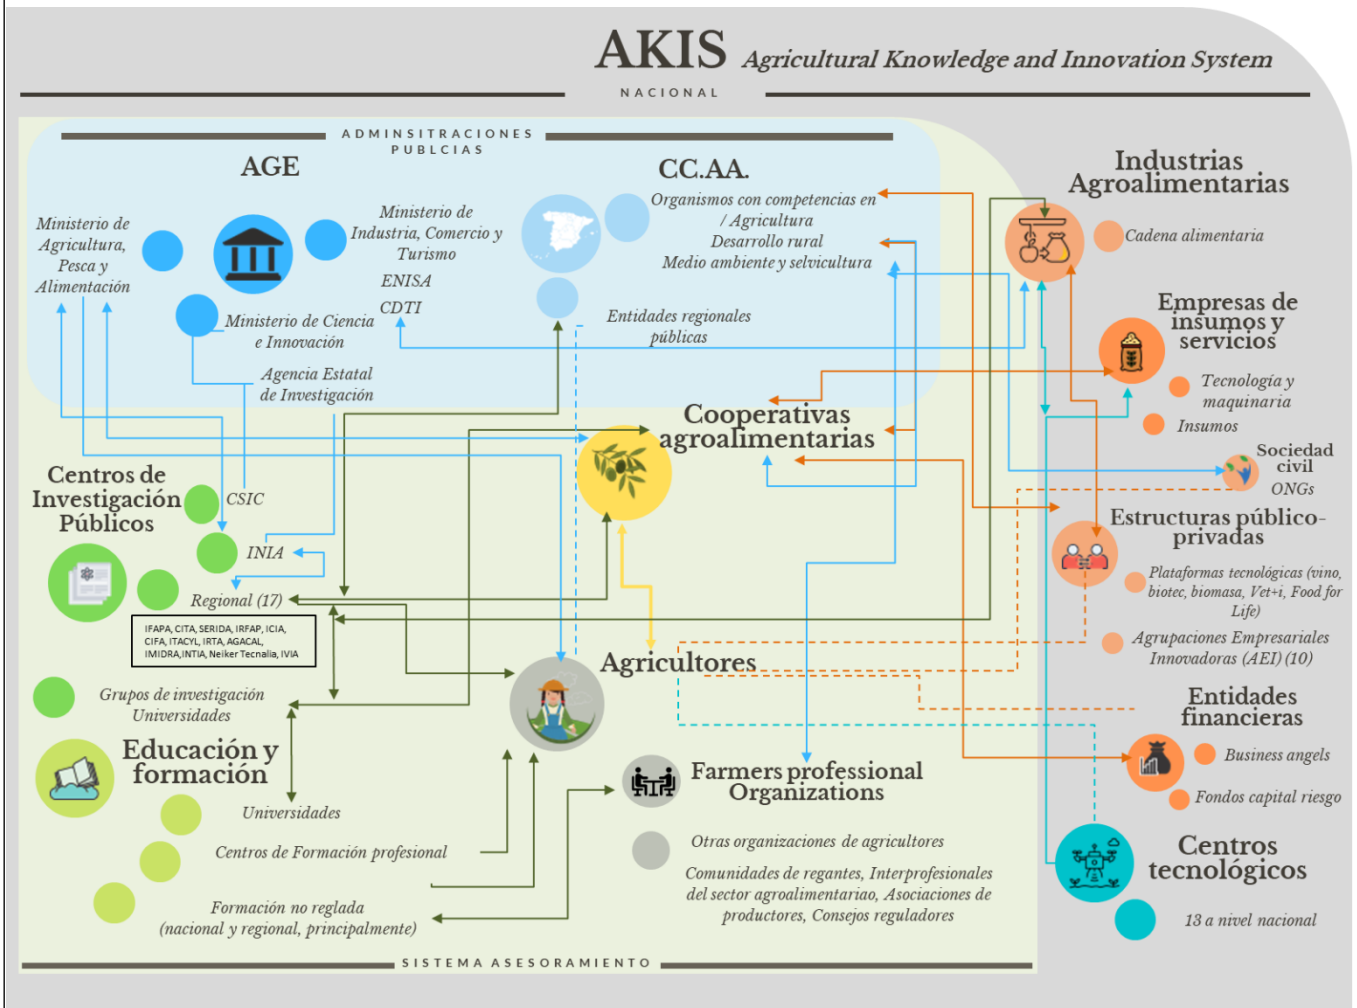 AKIS Agricultural Knowledge and Innovation System
NACIONAL
ADMINSITRACIONES
PUBLCIAS
AGE
Ministerio de
Agricultura,
Pesca y
Alimentación
Ministerio de
Industria, Comercio y
Turismo
ENISA
CDTI
Ministerio de Ciencia
e Innovación
Agencia Estatal
de Investigación
CC.AA.
Organismos con competencias en
/ Agricultura
Desarrollo rural
Medio ambiente y selvicultura
Entidades regionales
públicas
Industrias
Agroalimentarias
Cadena alimentaria
Empresas de
insumos y
servicios
Tecnología y
maquinaria
Insumos
Sociedad
civil
ONGs
Estructuras público-
privadas
Plataformas tecnológicas (vino,
biotec, biomasa, Vet+i, Food for
Life)
Agrupaciones Empresariales
Innovadoras (AEI) (10)
Entidades
financieras
Business angels
Fondos capital riesgo
Centros
tecnológicos
13 a nivel nacional
Cooperativas
agroalimentarias
Centros de
Investigación
Públicos
CSIC
INIA
Regional (17)
IFAPA, CITA, SERIDA, IRFAP, ICIA,
CIFA, ITACYL, IRTA, AGACAL,
IMIDRA,INTIA, Neiker Tecnalia, IVIA
Grupos de investigación
Universidades
Agricultores
Educación y
formación
Universidades
Centros de Formación profesional
Formación no reglada
(nacional y regional, principalmente)
Farmers professional
Organizations
Otras organizaciones de agricultores
Comunidades de regantes, Interprofesionales
del sector agroalimentariao, Asociaciones de
productores, Consejos reguladores
SISTEMA ASESORAMIENTO